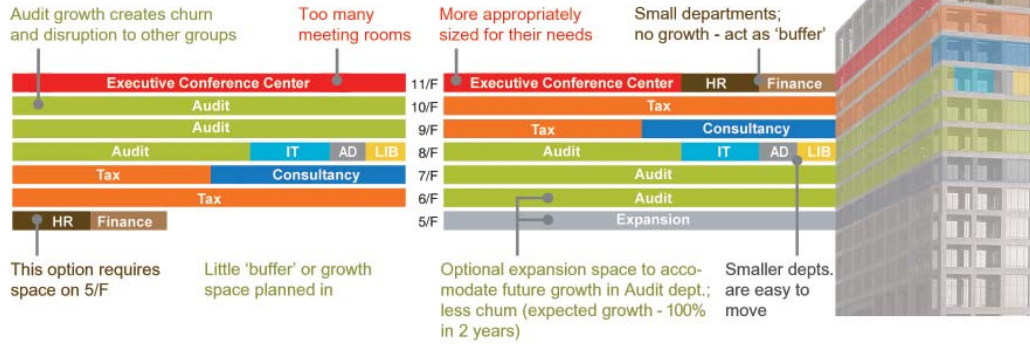 Audit growth creates churn
and disruption to other groups
Too many
meeting rooms
More appropriately
sized for their needs
Small departments;
no growth - act as ‘buffer’
Executive Conference Center 11/F Executive Conference Center HR Finance
Audit 10/F Tax
Audit 9/F Tax Consultancy
Audit IT AD LIB 8/F Audit IT AD LIB
Tax Consultancy 7/F Audit
Tax 6/F Audit
HR Finance 5/F Expansion
This option requires
space on 5/F
Little ‘buffer’ or growth
space planned in
Optional expansion space to acco-
modate future growth in Audit dept.;
less chum (expected growth - 100%
in 2 years)
Smaller depts.
are easy to
move